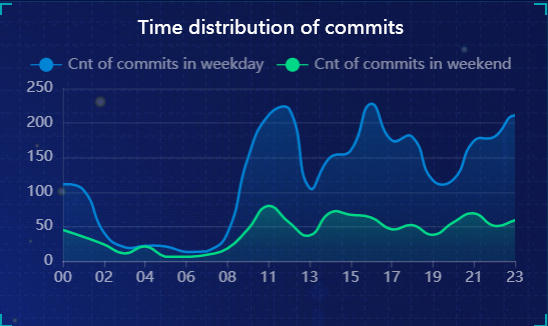 Time distribution of commits
Cnt of commits in weekday Cnt of commits in weekend
250
200
150
100
50
0
00 02 04 06 08 11 13 15 17 19 21 23